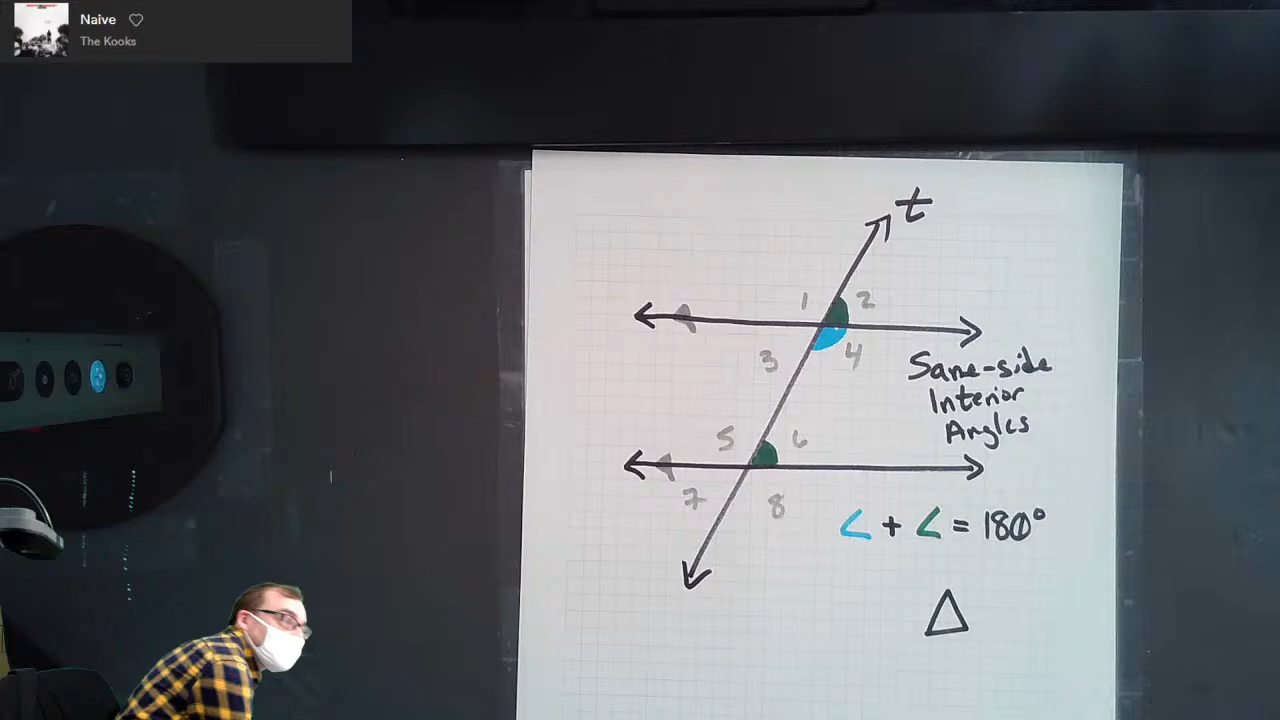 Naive
The Kooks
t
1 2
3 4
Same-side
Interior
Angles
5 6
7 8
∠ + ∠ = 180°